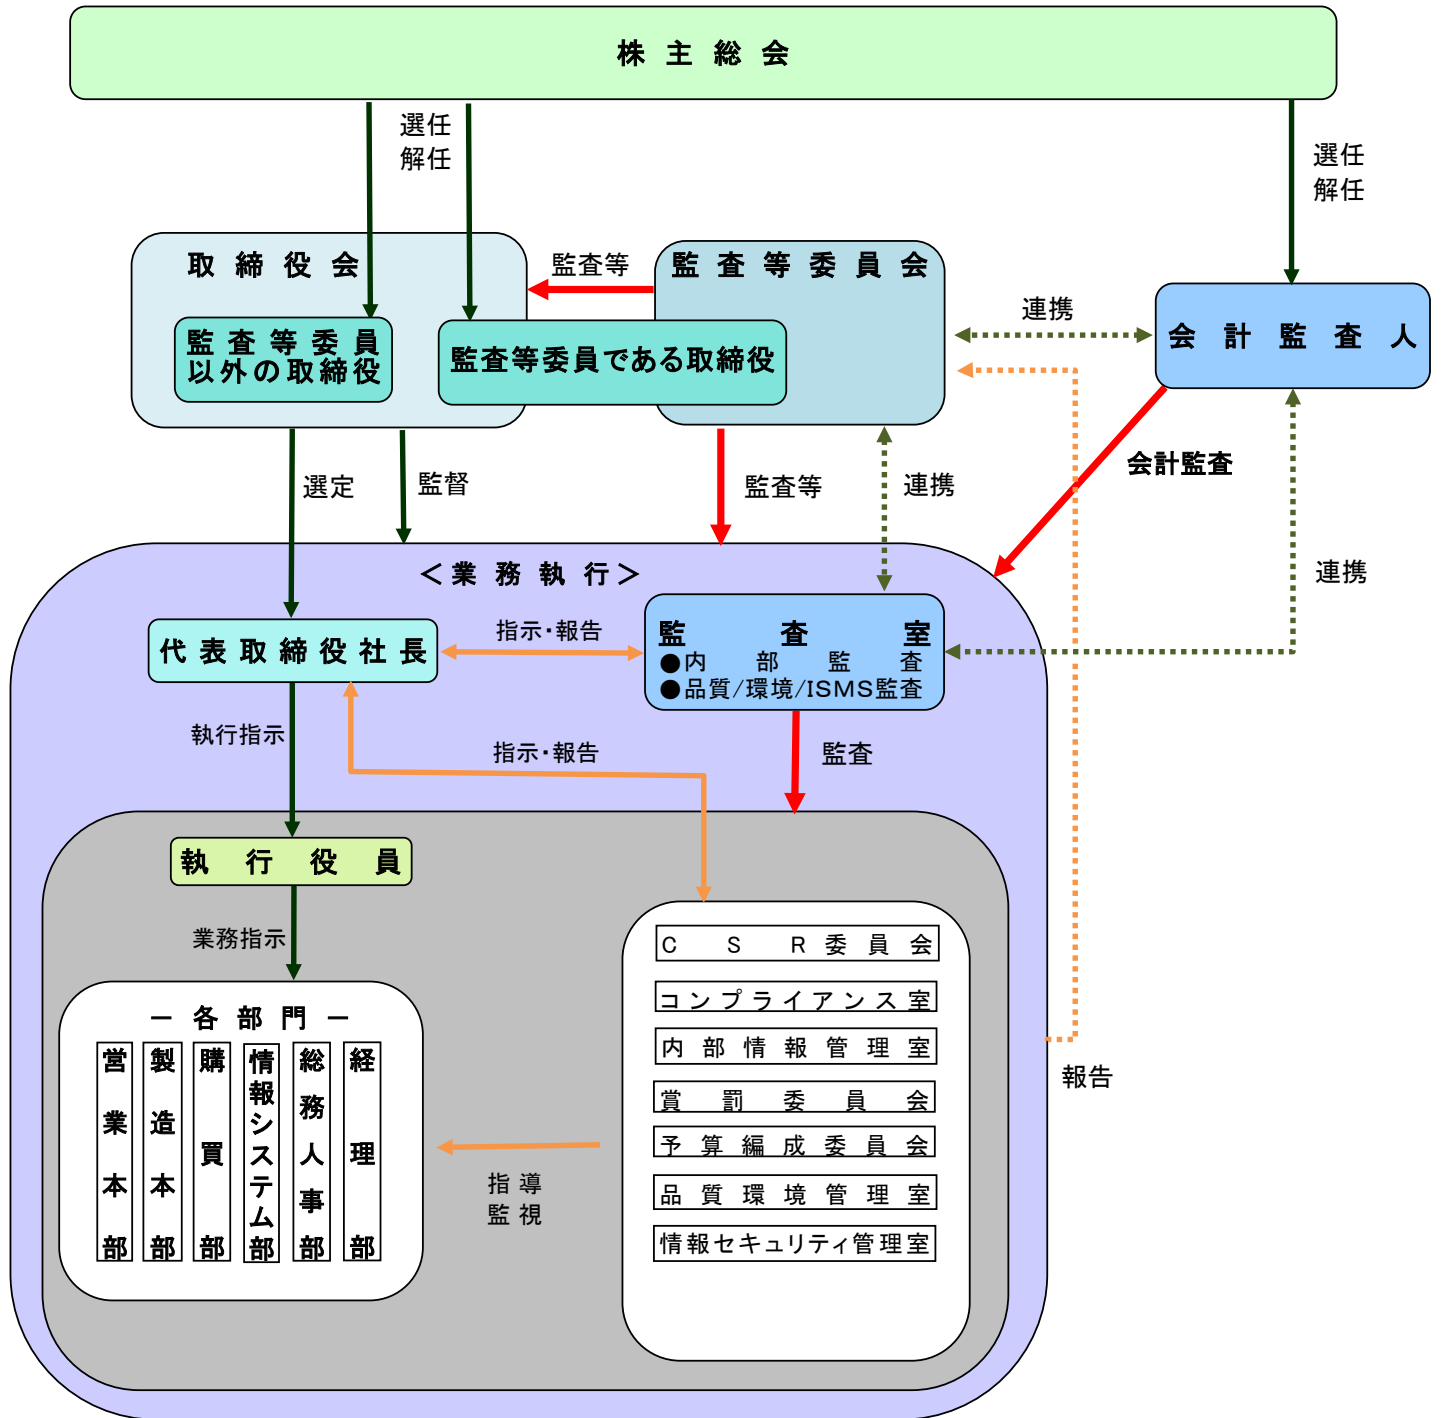 株主総会
選任
解任
選任
解任
取締役会
監査等
監査等委員会
連携
会計監査人
監査等委員
以外の取締役
監査等委員である取締役
会計監査
選定
監督
監査等
連携
連携
＜業務執行＞
代表取締役社長
指示・報告
監査室
●内部監査
●品質/環境/ISMS監査
執行指示
指示・報告
監査
執行役員
業務指示
－各部門－
営業本部
製造本部
購買部
情報システム部
総務人事部
経理部
指導
監視
CSR委員会
コンプライアンス室
内部情報管理室
賞罰委員会
予算編成委員会
品質環境管理室
情報セキュリティ管理室
報告